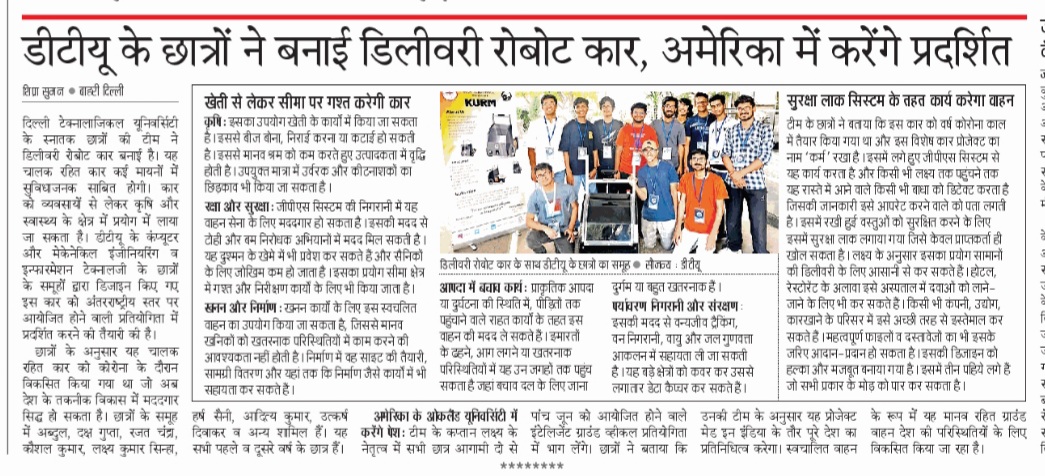 डीटीयू के छात्रों ने बनाई डिलीवरी रोबोट कार, अमेरिका में करेंगे प्रदर्शित
शिप्रा सुमन ● बाहरी दिल्ली
दिल्ली टेक्नालाजिकल यूनिवर्सिटी
के स्नातक छात्रों की टीम ने
डिलीवरी रोबोट कार बनाई है। यह
चालक रहित कार कई मायनों में
सुविधाजनक साबित होगी। कार
को व्यवसायों से लेकर कृषि और
स्वास्थ्य के क्षेत्र में प्रयोग में लाया
जा सकता है। डीटीयू के कंप्यूटर
और मेकेनेकिल इंजीनियरिंग व
इन्फारमेशन टैक्नालजी के छात्रों
के समूहों द्वारा डिजाइन किए गए
इस कार को अंतरराष्ट्रीय स्तर पर
आयोजित होने वाली प्रतियोगिता में
प्रदर्शित करने की तैयारी की है।
छात्रों के अनुसार यह चालक
रहित कार को कोरोना के दौरान
विकसित किया गया था जो अब
देश के तकनीक विकास में मददगार
सिद्ध हो सकता है। छात्रों के समूह
में अब्दुल, दक्ष गुप्ता, रजत चंद्रा,
कौशल कुमार, लक्ष्य कुमार सिन्हा,
खेती से लेकर सीमा पर गश्त करेगी कार
कृषि: इसका उपयोग खेती के कार्यों में किया जा सकता
है। इससे बीज बोना, निराई करना या कटाई हो सकती
है। इससे मानव श्रम को कम करते हुए उत्पादकता में वृद्धि
होती है। उपयुक्त मात्रा में उर्वरक और कीटनाशकों का
छिड़काव भी किया जा सकता है।
रक्षा और सुरक्षा: जीपीएस सिस्टम की निगरानी में यह
वाहन सेना के लिए मददगार हो सकता है। इसकी मदद से
टोही और बम निरोधक अभियानों में मदद मिल सकती है।
यह दुश्मन के खेमे में भी प्रवेश कर सकते हैं और सैनिकों
के लिए जोखिम कम हो जाता है। इसका प्रयोग सीमा क्षेत्र
में गश्त और निरीक्षण कार्यों के लिए भी किया जाता है।
खनन और निर्माण: खनन कार्यों के लिए इस स्वचलित
वाहन का उपयोग किया जा सकता है, जिससे मानव
खनिकों को खतरनाक परिस्थितियों में काम करने की
आवश्यकता नहीं होती है। निर्माण में वह साइट की तैयारी,
सामग्री वितरण और यहां तक कि निर्माण जैसे कार्यों में भी
सहायता कर सकते हैं।
KURM
डिलीवरी रोबोट कार के साथ डीटीयू के छात्रों का समूह ● सौजन्य: डीटीयू
आपदा में बचाव कार्य: प्राकृतिक आपदा
या दुर्घटना की स्थिति में, पीड़ितों तक
पहुंचाने वाले राहत कार्यों के तहत इस
वाहन की मदद ले सकते हैं। इमारतों
के ढहने, आग लगने या खतरनाक
परिस्थितियों में यह उन जगहों तक पहुंच
सकता है जहां बचाव दल के लिए जाना
दुर्गम या बहुत खतरनाक है।
पर्यावरण निगरानी और संरक्षण:
इसकी मदद से वन्यजीव ट्रैकिंग,
वन निगरानी, वायु और जल गुणवत्ता
आकलन में सहायता ली जा सकती
है। यह बड़े क्षेत्रों को कवर कर उससे
लगातार डेटा कैप्चर कर सकते हैं।
सुरक्षा लाक सिस्टम के तहत कार्य करेगा वाहन
टीम के छात्रों ने बताया कि इस कार को वर्ष कोरोना काल
में तैयार किया गया था और इस विशेष कार प्रोजेक्ट का
नाम 'कर्म' रखा है। इसमें लगे हुए जीपीएस सिस्टम से
यह कार्य करता है और किसी भी लक्ष्य तक पहुंचने तक
यह रास्ते में आने वाले किसी भी बाधा को डिटेक्ट करता है
जिसकी जानकारी इसे आपरेट करने वाले को पता लगती
है। इसमें रखी हुई वस्तुओं को सुरक्षित करने के लिए
इसमें सुरक्षा लाक लगाया गया जिसे केवल प्राप्तकर्ता ही
खोल सकता है। लक्ष्य के अनुसार इसका प्रयोग सामानों
की डिलीवरी के लिए आसानी से कर सकते है। होटल,
रेस्टोरेंट के अलावा इसे अस्पताल में दवाओं को लाने-
जाने के लिए भी कर सकते है। किसी भी कंपनी, उद्योग,
कारखाने के परिसर में इसे अच्छी तरह से इस्तेमाल कर
सकते हैं। महत्वपूर्ण फाइलों व दस्तावेजों का भी इसके
जरिए आदान-प्रदान हो सकता है। इसकी डिजाइन को
हल्का और मजबूत बनाया गया है। इसमें तीन पहिये लगे हैं
जो सभी प्रकार के मोड़ को पार कर सकता है।
हर्ष सैनी, आदित्य कुमार, उत्कर्ष
दिवाकर व अन्य शामिल हैं। यह
सभी पहले व दूसरे वर्ष के छात्र हैं।
अमेरिका के ओकलैंड यूनिवर्सिटी में
करेंगे पेश: टीम के कप्तान लक्ष्य के
नेतृत्व में सभी छात्र आगामी दो से
पांच जून को आयोजित होने वाले
इंटेलिजेंट ग्राउंड व्हीकल प्रतियोगिता
में भाग लेंगे। छात्रों ने बताया कि
उनकी टीम के अनुसार यह प्रोजेक्ट
मेड इन इंडिया के तौर पूरे देश का
प्रतिनिधित्व करेगा। स्वचालित वाहन
के रूप में यह मानव रहित ग्राउंड
वाहन देश की परिस्थितियों के लिए
विकसित किया जा रहा है।
********